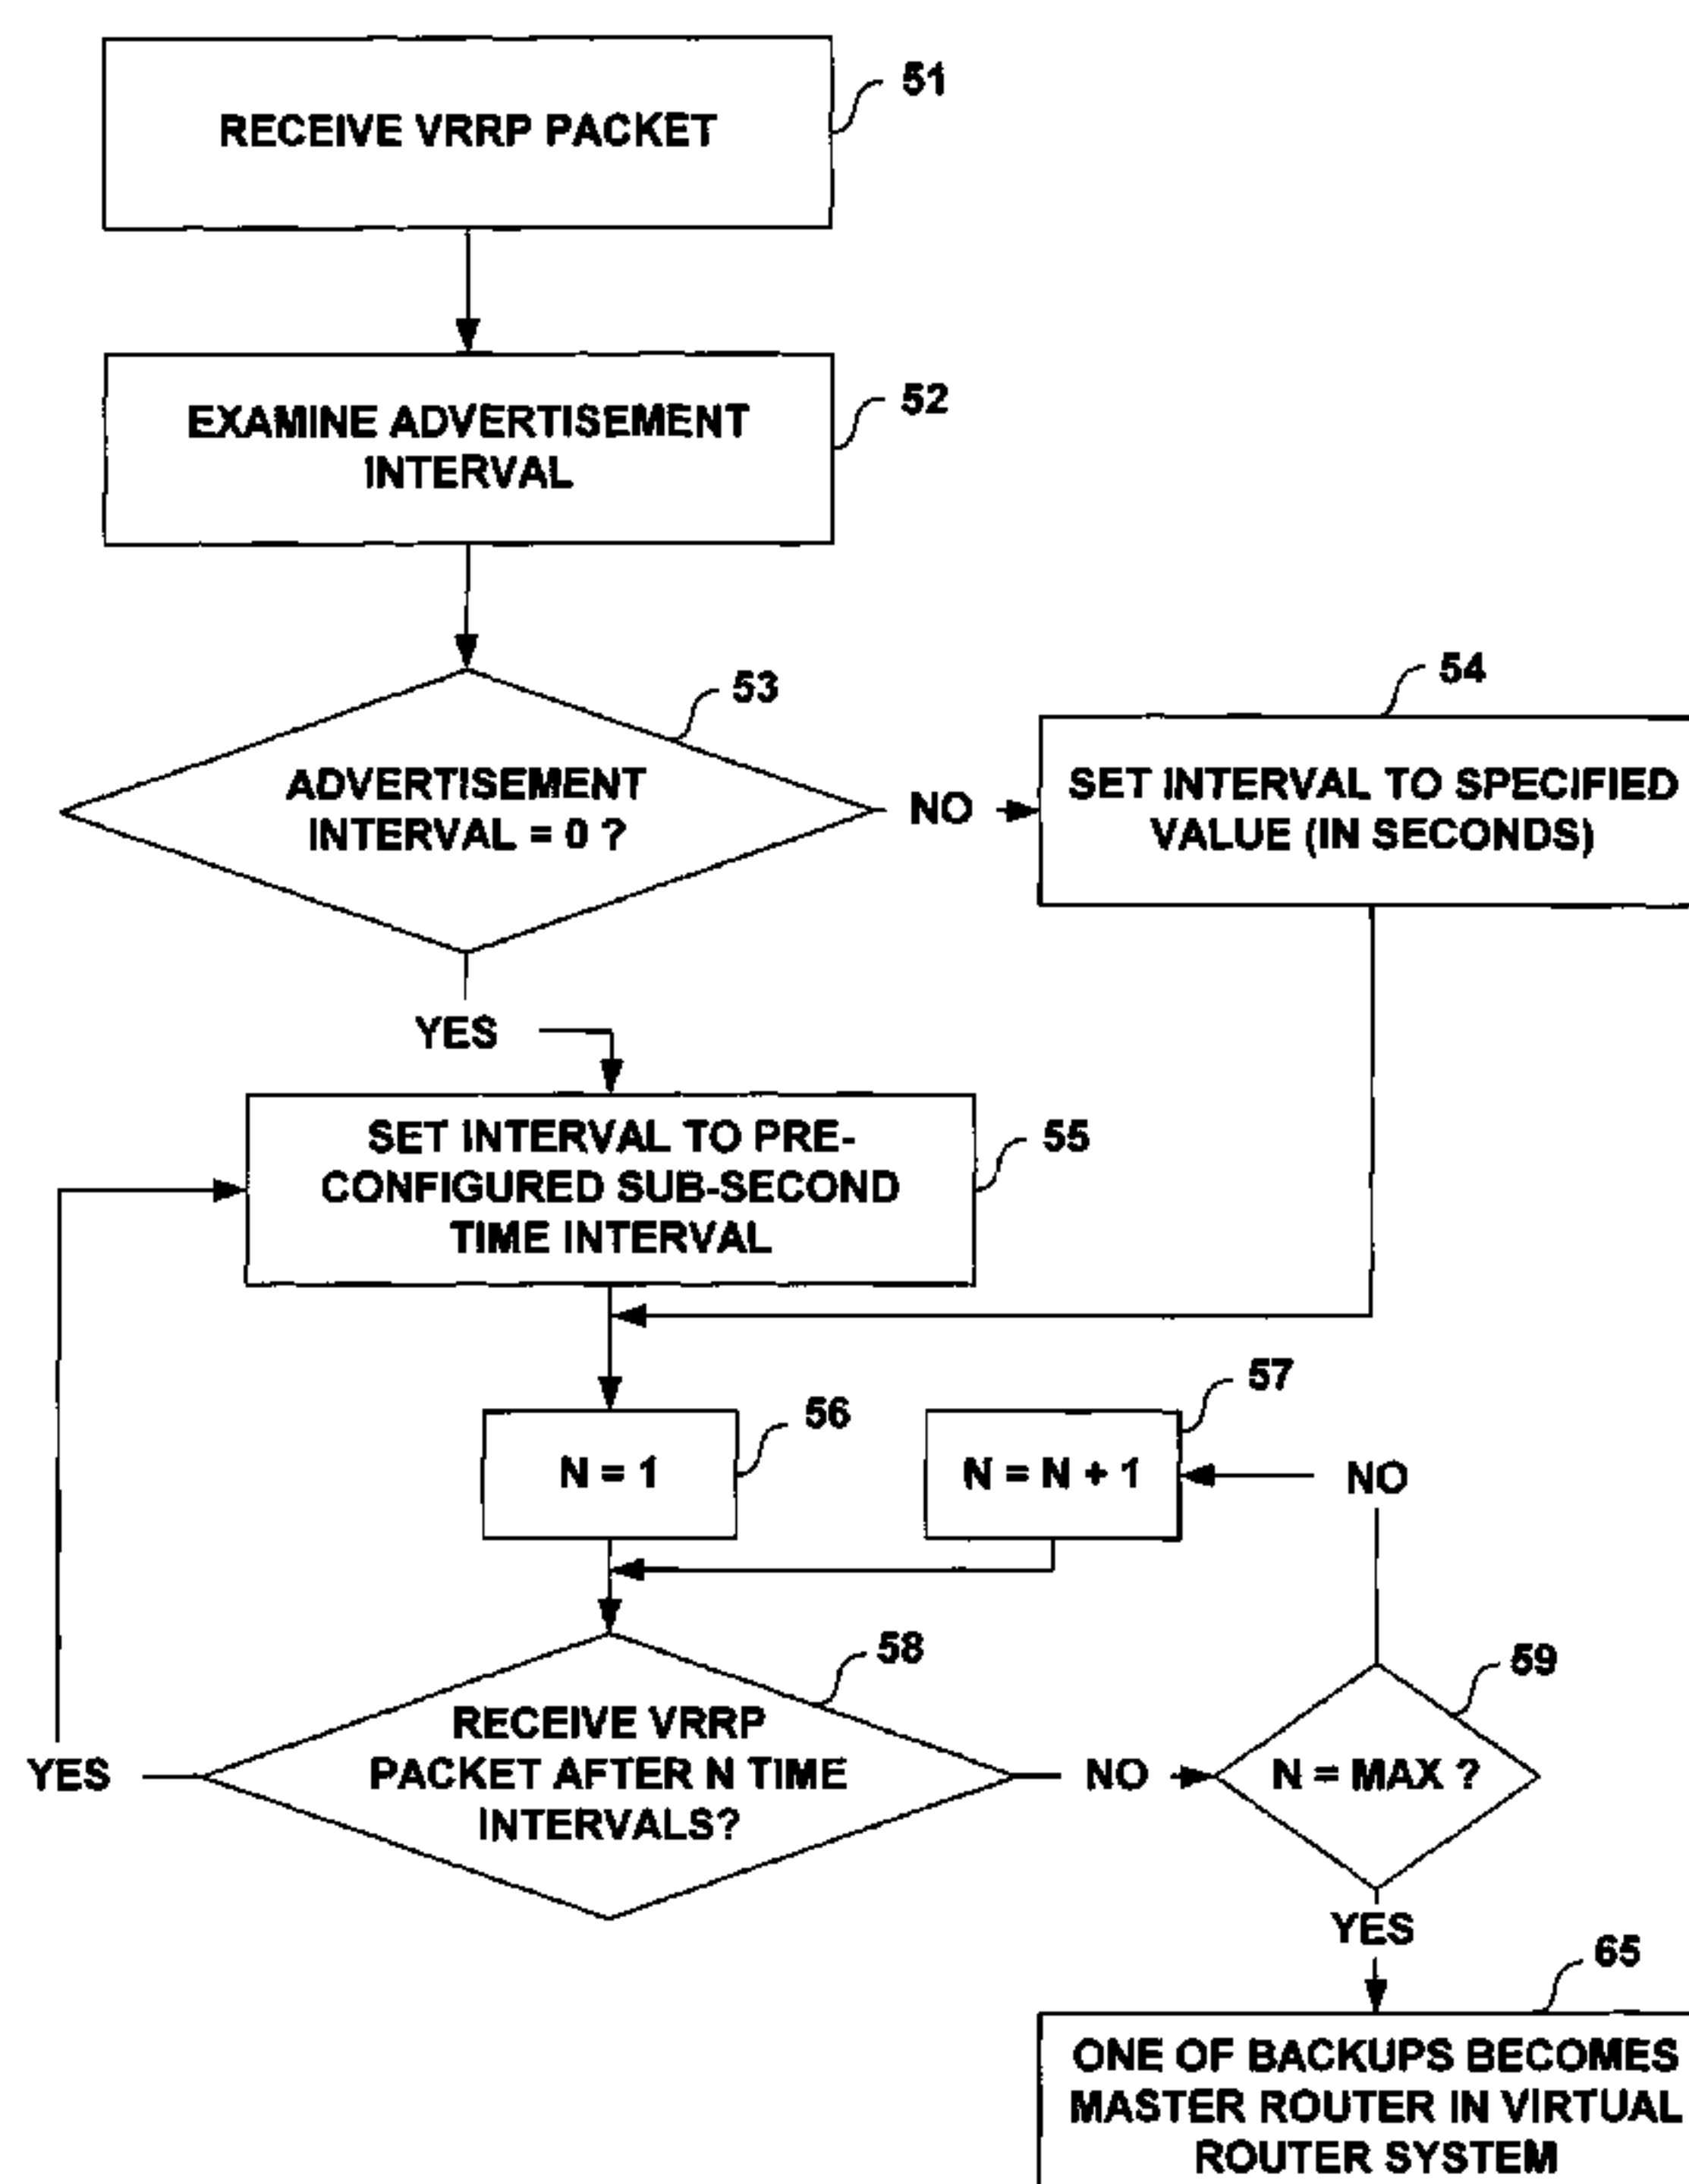 51
RECEIVE VRRP PACKET
52
EXAMINE ADVERTISEMENT
INTERVAL
53
ADVERTISEMENT
INTERVAL = 0 ?
NO
54
SET INTERVAL TO SPECIFIED
VALUE (IN SECONDS)
YES
55
SET INTERVAL TO PRE-
CONFIGURED SUB-SECOND
TIME INTERVAL
56
N = 1
57
N = N + 1
NO
58
RECEIVE VRRP
PACKET AFTER N TIME
INTERVALS?
YES
NO
59
N = MAX ?
YES
65
ONE OF BACKUPS BECOMES
MASTER ROUTER IN VIRTUAL
ROUTER SYSTEM